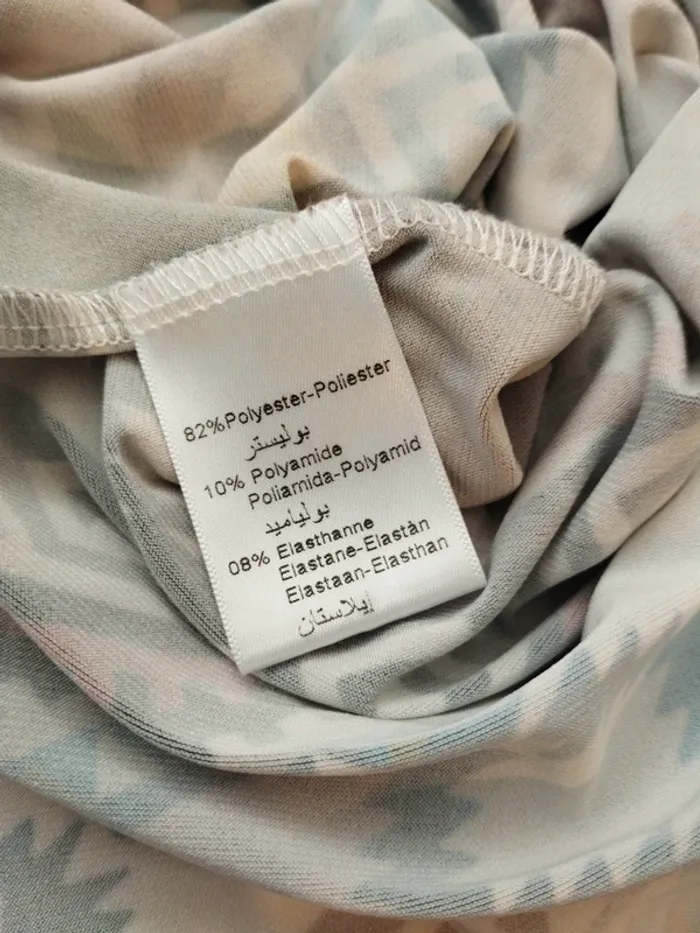 82%Polyester-Poliester
بوليستر
10% Polyamide
Poliamida-Polyamid
بولياميد
08% Elasthanne
Elastane-Elastàn
Elastaan-Elasthan
إيلاستان